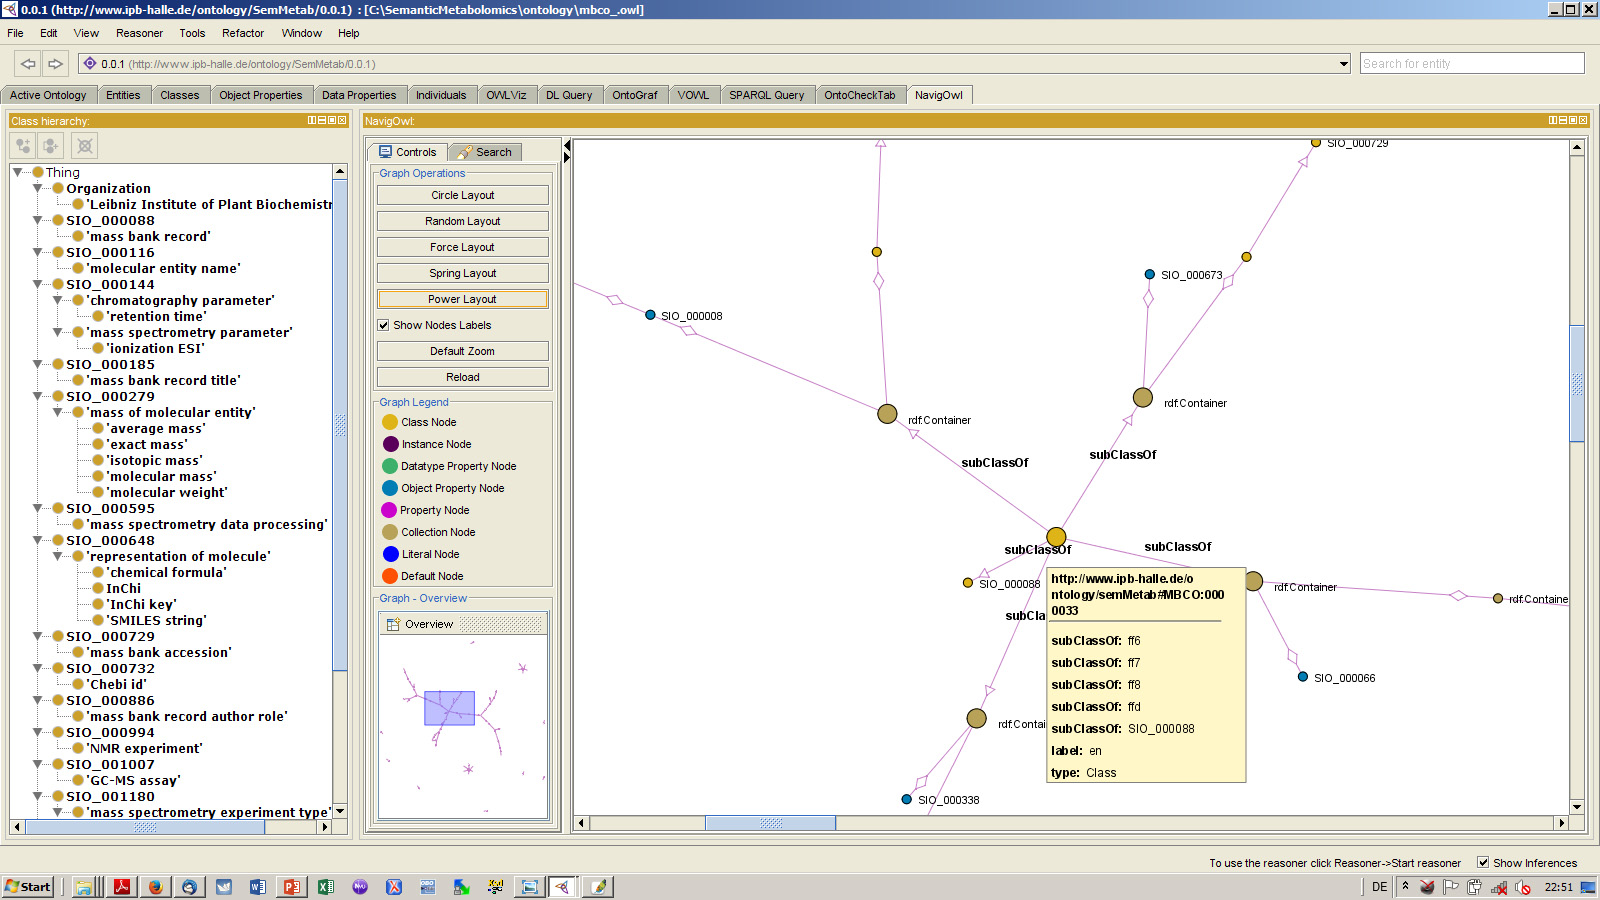 0.0.1 (http://www.ipb-halle.de/ontology/SemMetab/0.0.1)  : [C:\SemanticMetabolomics\ontology\mbco_.owl]
File Edit View Reasoner Tools Refactor Window Help
0.0.1 (http://www.ipb-halle.de/ontology/SemMetab/0.0.1)
Search for entity
Active Ontology Entities Classes Object Properties Data Properties Individuals OWLViz DL Query OntoGraf VOWL SPARQL Query OntoCheckTab NavigOwl
Class hierarchy:
Thing
Organization
'Leibniz Institute of Plant Biochemistr
SIO_000088
'mass bank record'
SIO_000116
'molecular entity name'
SIO_000144
'chromatography parameter'
'retention time'
'mass spectrometry parameter'
'ionization ESI'
SIO_000185
'mass bank record title'
SIO_000279
'mass of molecular entity'
'average mass'
'exact mass'
'isotopic mass'
'molecular mass'
'molecular weight'
SIO_000595
'mass spectrometry data processing'
SIO_000648
'representation of molecule'
'chemical formula'
InChi
'InChi key'
'SMILES string'
SIO_000729
'mass bank accession'
SIO_000732
'Chebi id'
SIO_000886
'mass bank record author role'
SIO_000994
'NMR experiment'
SIO_001007
'GC-MS assay'
SIO_001180
'mass spectrometry experiment type'
NavigOwl:
Controls Search
Graph Operations
Circle Layout
Random Layout
Force Layout
Spring Layout
Power Layout
Show Nodes Labels
Default Zoom
Reload
Graph Legend
Class Node
Instance Node
Datatype Property Node
Object Property Node
Property Node
Collection Node
Literal Node
Default Node
Graph - Overview
Overview
SIO_000729
SIO_000673
SIO_000008
rdf:Container
rdf:Container
subClassOf
subClassOf
subClassOf
subClassOf
SIO_000088
rdf:Container
rdf:Containe
subCla
SIO_000066
rdf:Contai
SIO_000338
http://www.ipb-halle.de/o
ntology/semMetab#MBCO:000
0033
subClassOf: ff6
subClassOf: ff7
subClassOf: ff8
subClassOf: ffd
subClassOf: SIO_000088
label: en
type: Class
To use the reasoner click Reasoner->Start reasoner Show Inferences
Start
DE
22:51